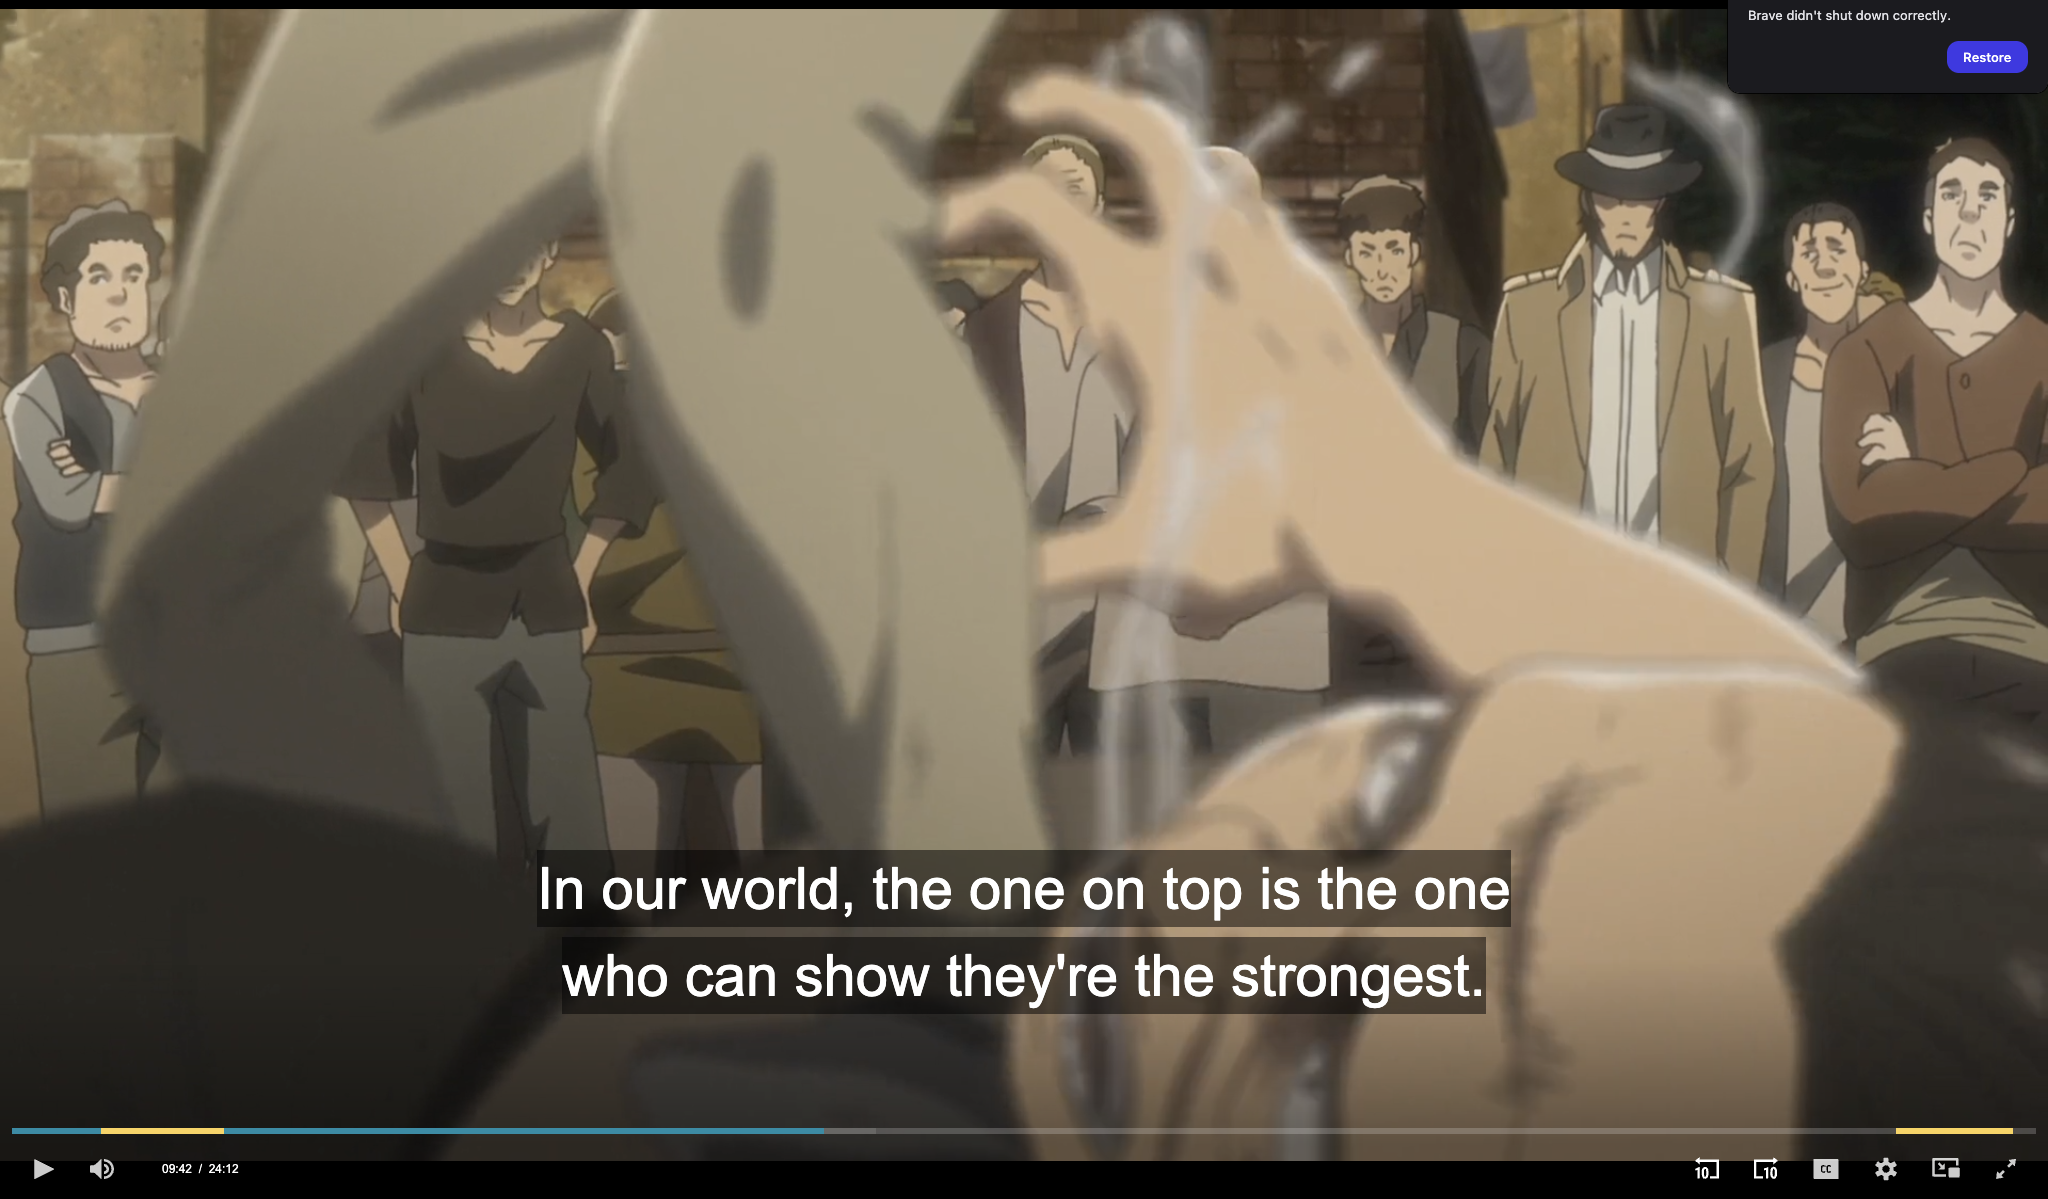 Brave didn't shut down correctly.
Restore
In our world, the one on top is the one
who can show they're the strongest.
09:42 / 24:12
10
10
CC